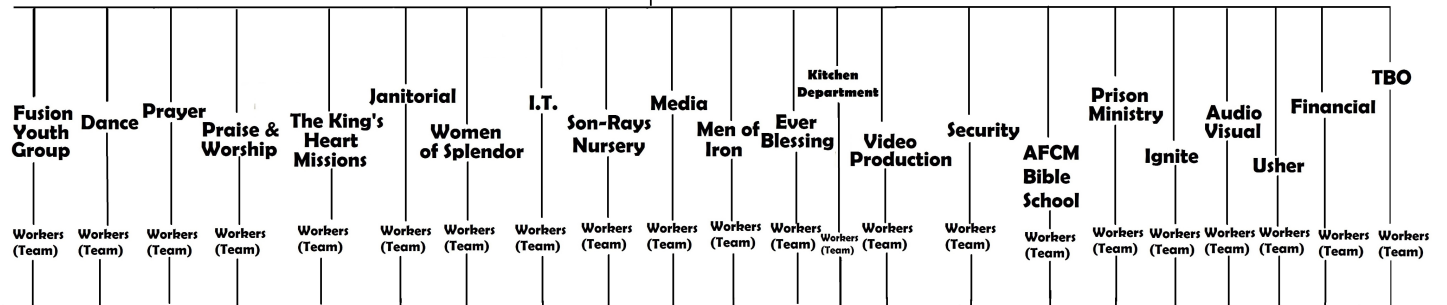 Fusion
Youth
Group
Dance
Prayer
Praise &
Worship
The King's
Heart
Missions
Janitorial
Women
of Splendor
I.T.
Son-Rays
Nursery
Media
Men of
Iron
Ever
Blessing
Kitchen
Department
Video
Production
Security
AFCM
Bible
School
Prison
Ministry
Ignite
Audio
Visual
Usher
Financial
TBO
Workers
(Team)
Workers
(Team)
Workers
(Team)
Workers
(Team)
Workers
(Team)
Workers
(Team)
Workers
(Team)
Workers
(Team)
Workers
(Team)
Workers
(Team)
Workers
(Team)
Workers
(Team)
Workers
(Team)
Workers
(Team)
Workers
(Team)
Workers
(Team)
Workers
(Team)
Workers
(Team)
Workers
(Team)
Workers
(Team)
Workers
(Team)
Workers
(Team)